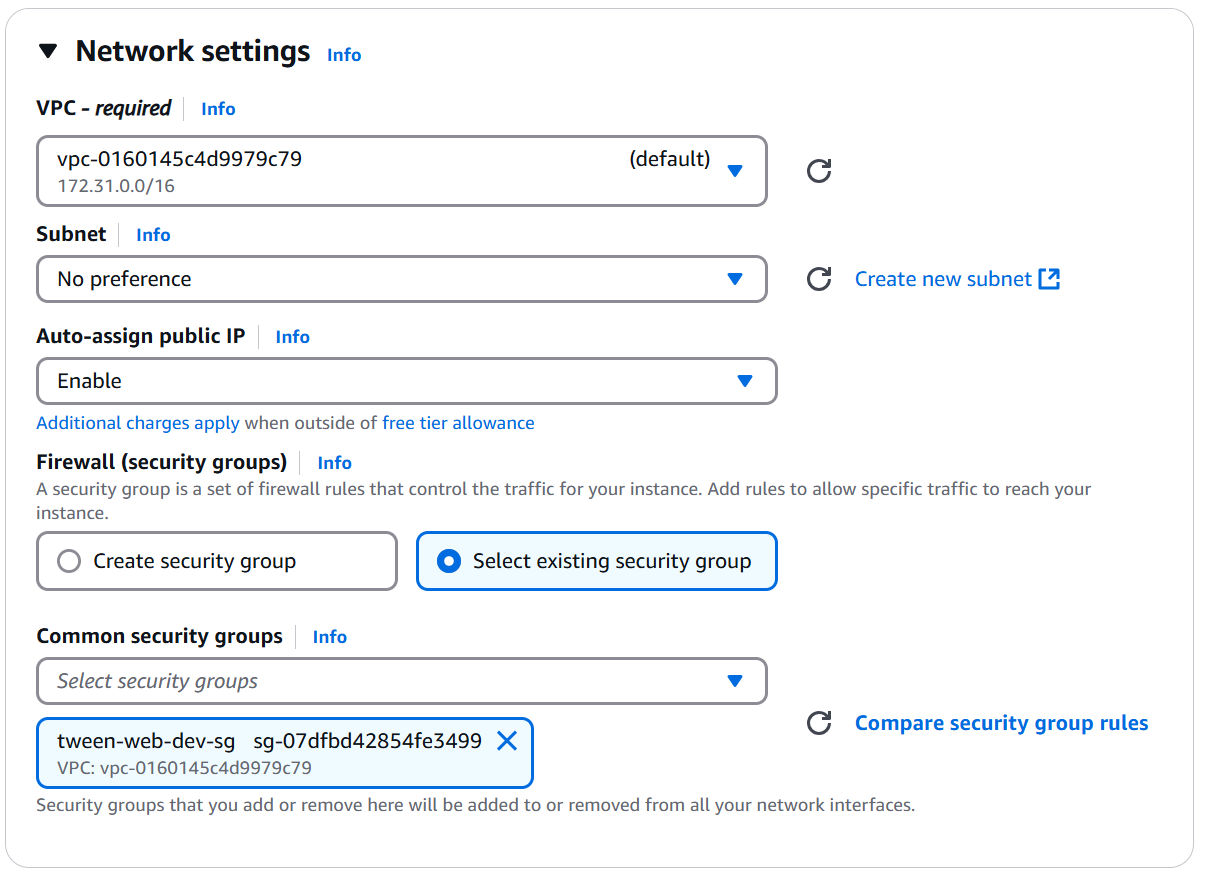 Network settings Info
VPC - required Info
vpc-0160145c4d9979c79 (default)
172.31.0.0/16
Subnet Info
No preference
Create new subnet
Auto-assign public IP Info
Enable
Additional charges apply when outside of free tier allowance
Firewall (security groups) Info
A security group is a set of firewall rules that control the traffic for your instance. Add rules to allow specific traffic to reach your
instance.
Create security group
Select existing security group
Common security groups Info
Select security groups
Compare security group rules
tween-web-dev-sg sg-07dfbd42854fe3499
VPC: vpc-0160145c4d9979c79
Security groups that you add or remove here will be added to or removed from all your network interfaces.